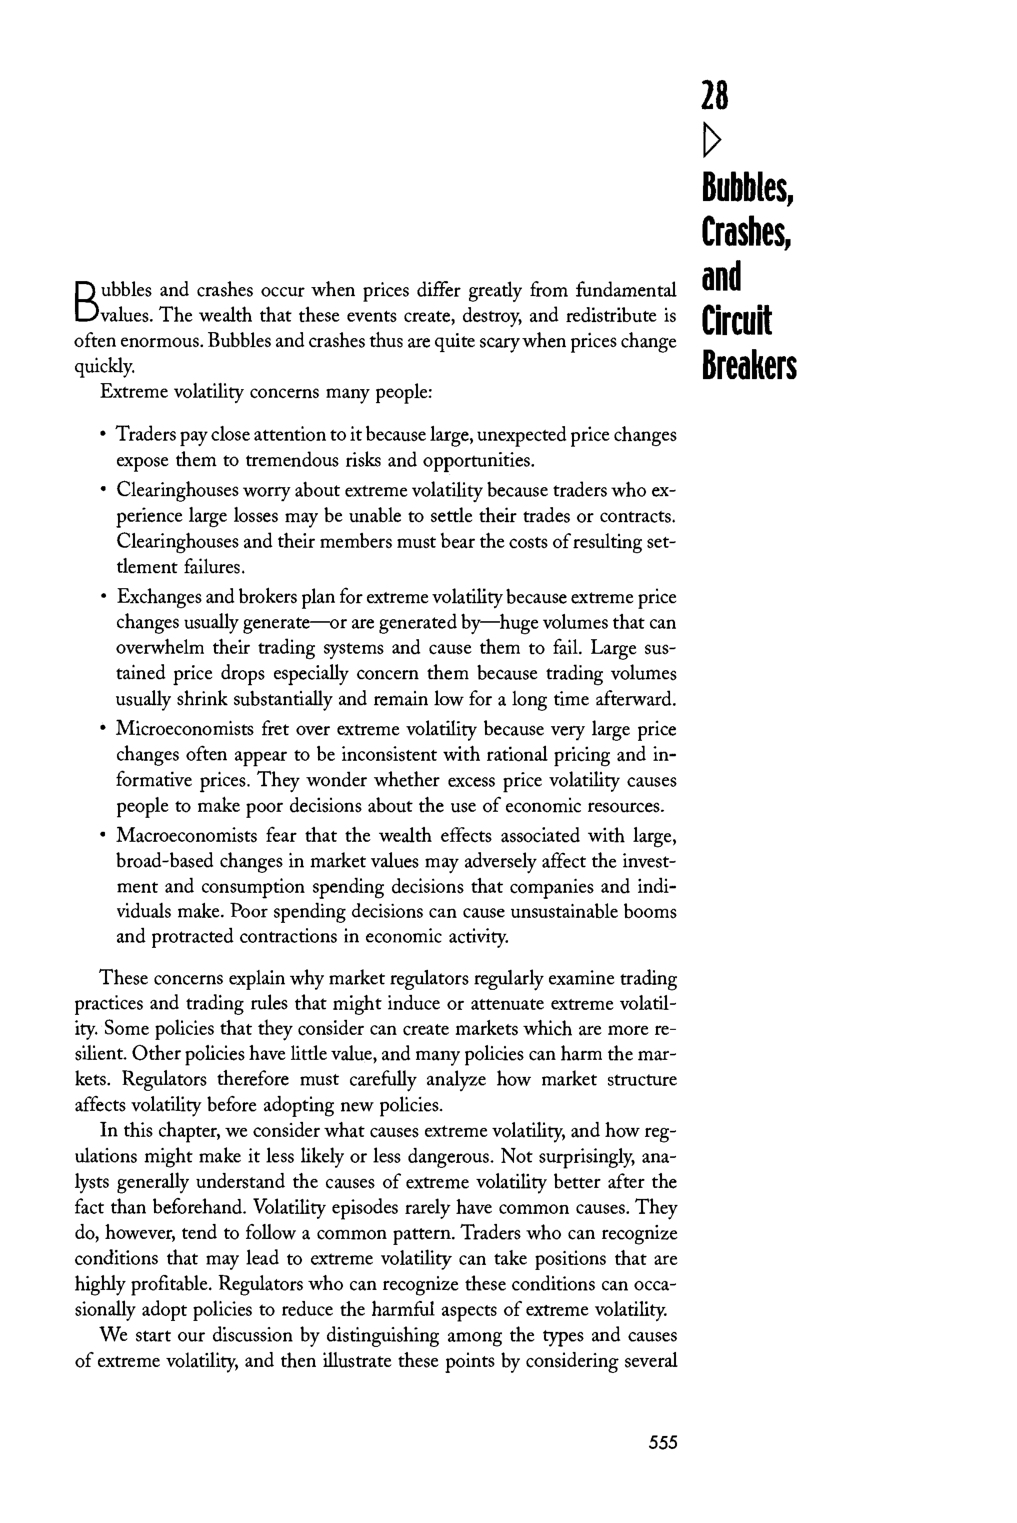 28
Bubbles,
Crashes,
and
Circuit
Breakers
Bubbles and crashes occur when prices differ greatly from fundamental
values. The wealth that these events create, destroy, and redistribute is
often enormous. Bubbles and crashes thus are quite scary when prices change
quickly.
Extreme volatility concerns many people:
• Traders pay close attention to it because large, unexpected price changes
expose them to tremendous risks and opportunities.
• Clearinghouses worry about extreme volatility because traders who ex-
perience large losses may be unable to settle their trades or contracts.
Clearinghouses and their members must bear the costs of resulting set-
tlement failures.
• Exchanges and brokers plan for extreme volatility because extreme price
changes usually generate—or are generated by—huge volumes that can
overwhelm their trading systems and cause them to fail. Large sus-
tained price drops especially concern them because trading volumes
usually shrink substantially and remain low for a long time afterward.
• Microeconomists fret over extreme volatility because very large price
changes often appear to be inconsistent with rational pricing and in-
formative prices. They wonder whether excess price volatility causes
people to make poor decisions about the use of economic resources.
• Macroeconomists fear that the wealth effects associated with large,
broad-based changes in market values may adversely affect the invest-
ment and consumption spending decisions that companies and indi-
viduals make. Poor spending decisions can cause unsustainable booms
and protracted contractions in economic activity.
These concerns explain why market regulators regularly examine trading
practices and trading rules that might induce or attenuate extreme volatil-
ity. Some policies that they consider can create markets which are more re-
silient. Other policies have little value, and many policies can harm the mar-
kets. Regulators therefore must carefully analyze how market structure
affects volatility before adopting new policies.
In this chapter, we consider what causes extreme volatility, and how reg-
ulations might make it less likely or less dangerous. Not surprisingly, ana-
lysts generally understand the causes of extreme volatility better after the
fact than beforehand. Volatility episodes rarely have common causes. They
do, however, tend to follow a common pattern. Traders who can recognize
conditions that may lead to extreme volatility can take positions that are
highly profitable. Regulators who can recognize these conditions can occa-
sionally adopt policies to reduce the harmful aspects of extreme volatility.
We start our discussion by distinguishing among the types and causes
of extreme volatility, and then illustrate these points by considering several
555